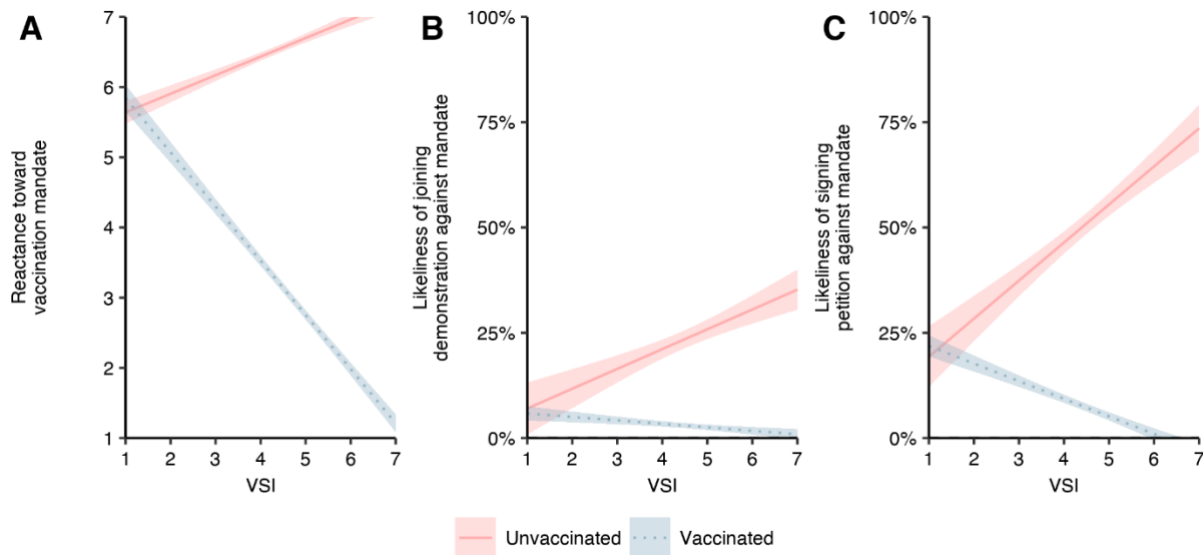 A
Reactance toward
vaccination mandate
7
6
5
4
3
2
1
1 2 3 4 5 6 7
VSI
B
Likeliness of joining
demonstration against mandate
100%
75%
50%
25%
0%
1 2 3 4 5 6 7
VSI
C
Likeliness of signing
petition against mandate
100%
75%
50%
25%
0%
1 2 3 4 5 6 7
VSI
Unvaccinated Vaccinated